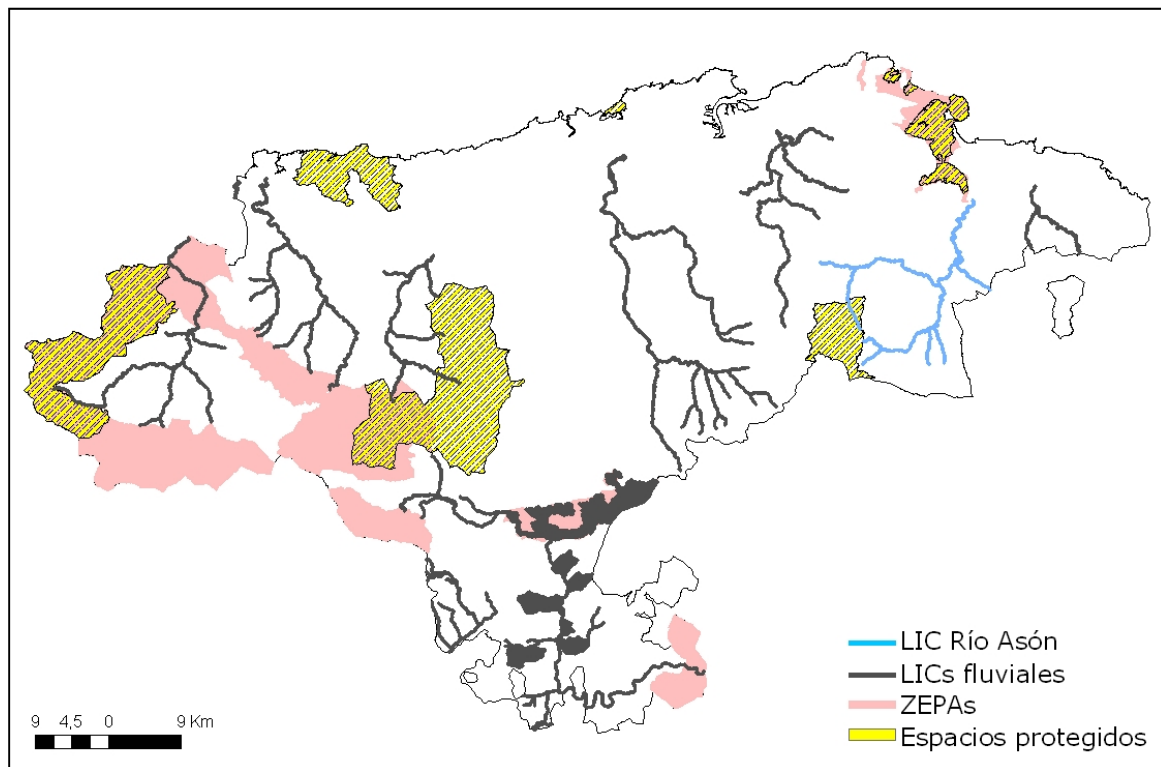 LIC Río Asón
LICs fluviales
ZEPAs
Espacios protegidos
9 4,5 0 9 Km